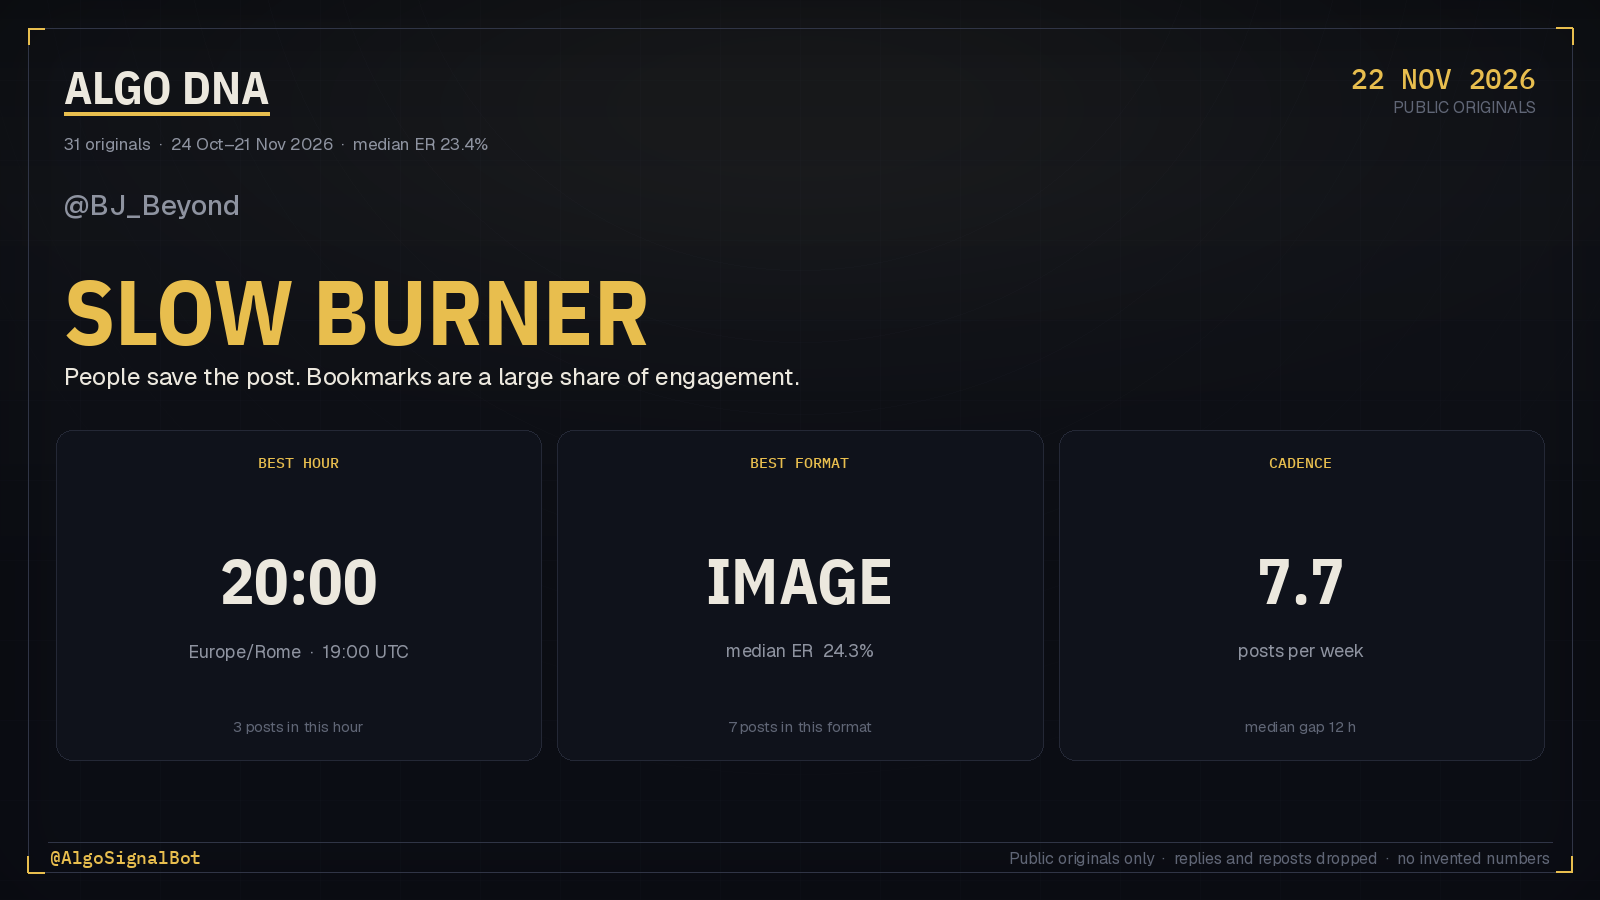 ALGO DNA
22 NOV 2026
PUBLIC ORIGINALS
31 originals · 24 Oct–21 Nov 2026 · median ER 23.4%
@BJ_Beyond
SLOW BURNER
People save the post. Bookmarks are a large share of engagement.
BEST HOUR
20:00
Europe/Rome · 19:00 UTC
3 posts in this hour
BEST FORMAT
IMAGE
median ER 24.3%
7 posts in this format
CADENCE
7.7
posts per week
median gap 12 h
@AlgoSignalBot
Public originals only · replies and reposts dropped · no invented numbers